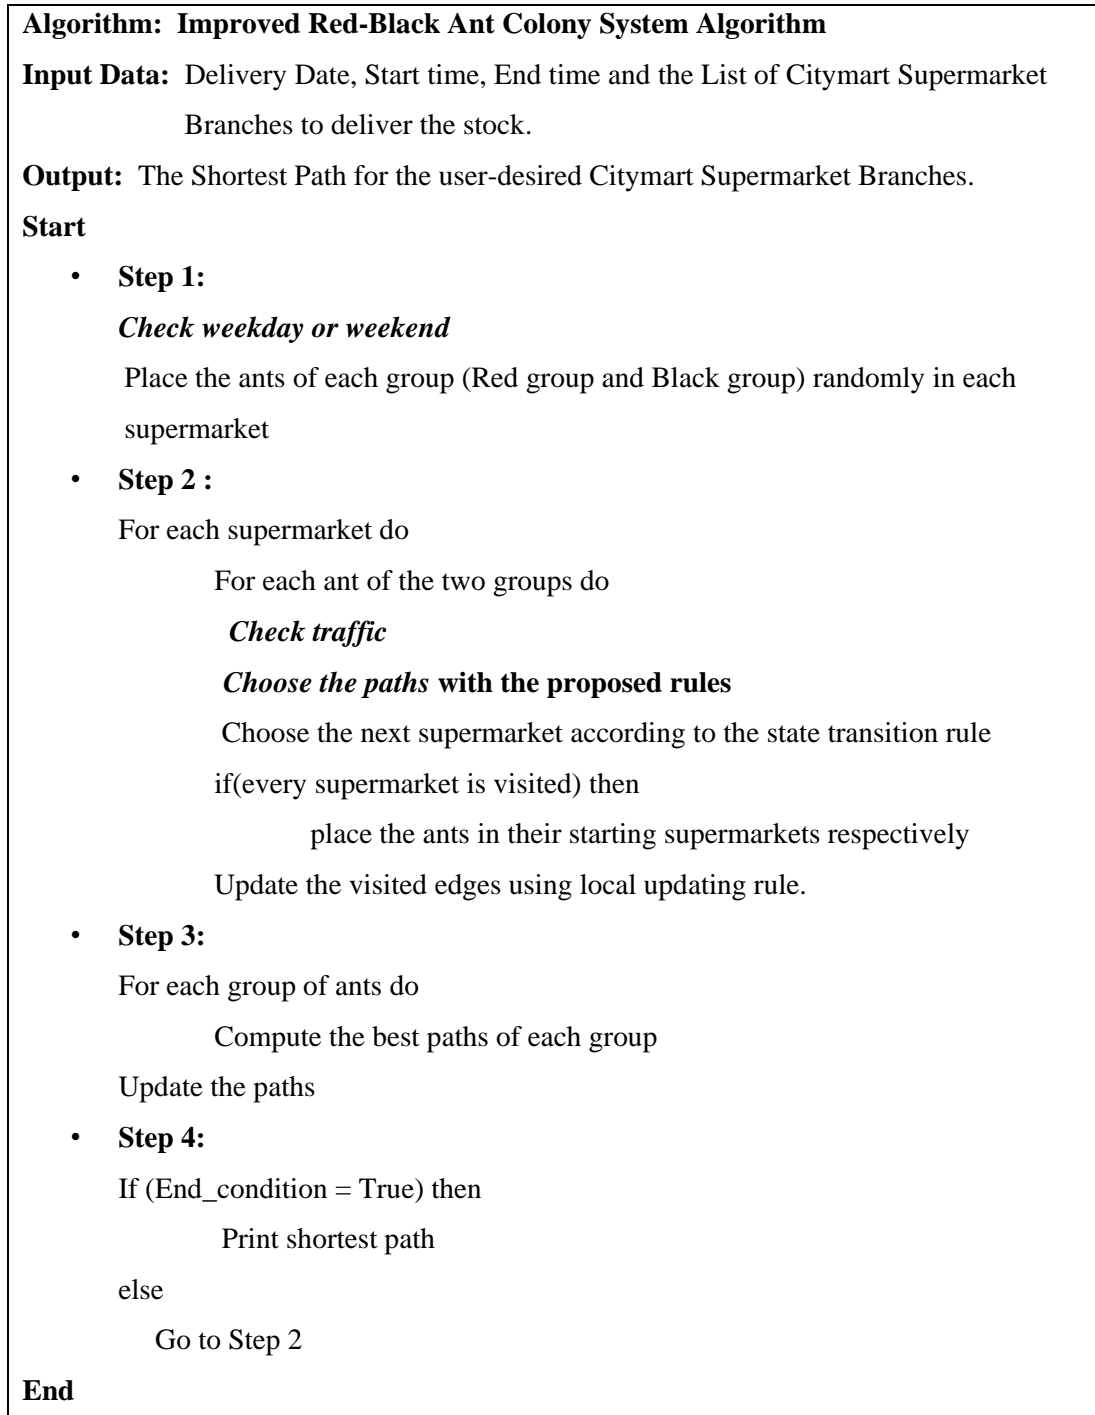 Algorithm: Improved Red-Black Ant Colony System Algorithm
Input Data: Delivery Date, Start time, End time and the List of Citymart Supermarket
Branches to deliver the stock.
Output: The Shortest Path for the user-desired Citymart Supermarket Branches.
Start
• Step 1:
Check weekday or weekend
Place the ants of each group (Red group and Black group) randomly in each
supermarket
• Step 2 :
For each supermarket do
For each ant of the two groups do
Check traffic
Choose the paths with the proposed rules
Choose the next supermarket according to the state transition rule
if(every supermarket is visited) then
place the ants in their starting supermarkets respectively
Update the visited edges using local updating rule.
• Step 3:
For each group of ants do
Compute the best paths of each group
Update the paths
• Step 4:
If (End_condition = True) then
Print shortest path
else
Go to Step 2
End